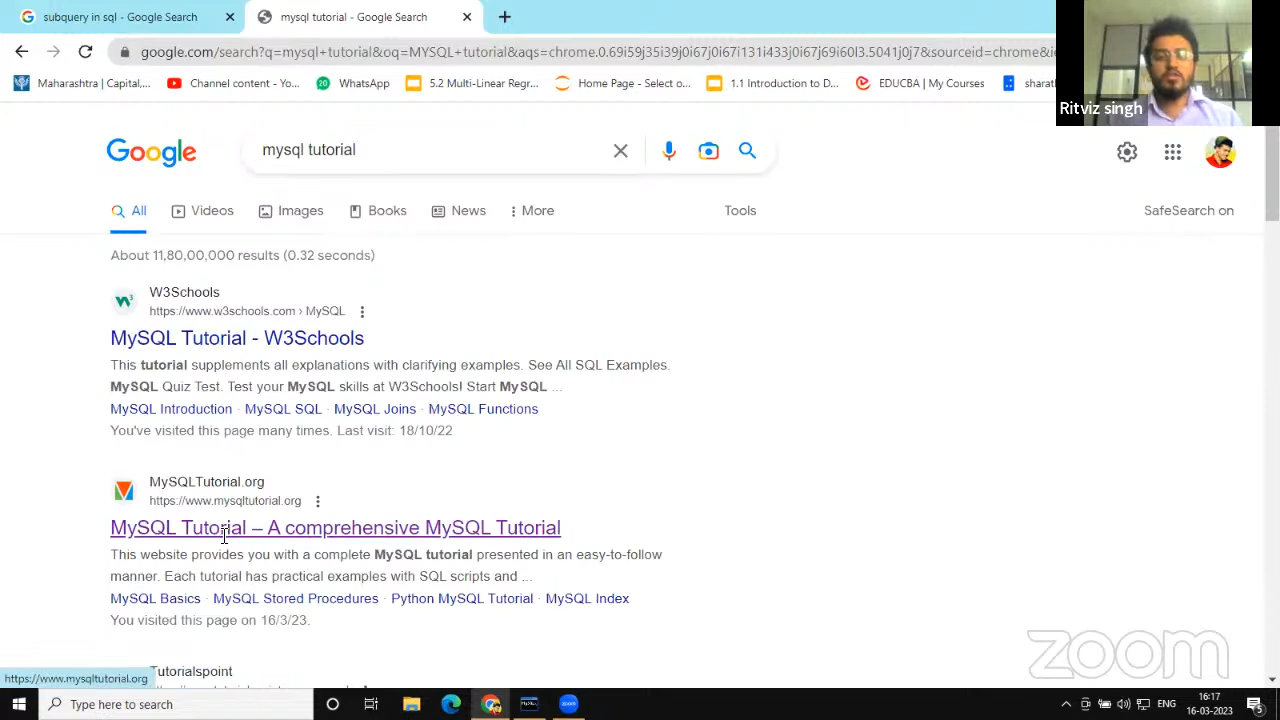 subquery in sql - Google Search
mysql tutorial - Google Search
google.com/search?q=mysql+tutorial&oq=MYSQL+tutorial&aqs=chrome.0.69i59j35i39j0i67j0i67i131i433j0i67j69i60l3.5041j0j7&sourceid=chrome&ie
Maharashtra | Capital,...
Channel content - Yo...
20 WhatsApp
5.2 Multi-Linear Regr...
Home Page - Select o...
1.1 Introduction to D...
EDUCBA | My Courses
sharat
Ritviz singh
Google
mysql tutorial
All
Videos
Images
Books
News
More
Tools
SafeSearch on
About 11,80,00,000 results (0.32 seconds)
W3Schools
https://www.w3schools.com › MySQL
MySQL Tutorial - W3Schools
This tutorial supplements all explanations with clarifying examples. See All SQL Examples.
MySQL Quiz Test. Test your MySQL skills at W3Schools! Start MySQL ...
MySQL Introduction · MySQL SQL · MySQL Joins · MySQL Functions
You've visited this page many times. Last visit: 18/10/22
MySQLTutorial.org
https://www.mysqltutorial.org
MySQL Tutorial – A comprehensive MySQL Tutorial
This website provides you with a complete MySQL tutorial presented in an easy-to-follow
manner. Each tutorial has practical examples with SQL scripts and ...
MySQL Basics · MySQL Stored Procedures · Python MySQL Tutorial · MySQL Index
You visited this page on 16/3/23.
zoom
Tutorialspoint
https://www.mysqltutorial.org
Type here to search
ENG
16:17
16-03-2023
5